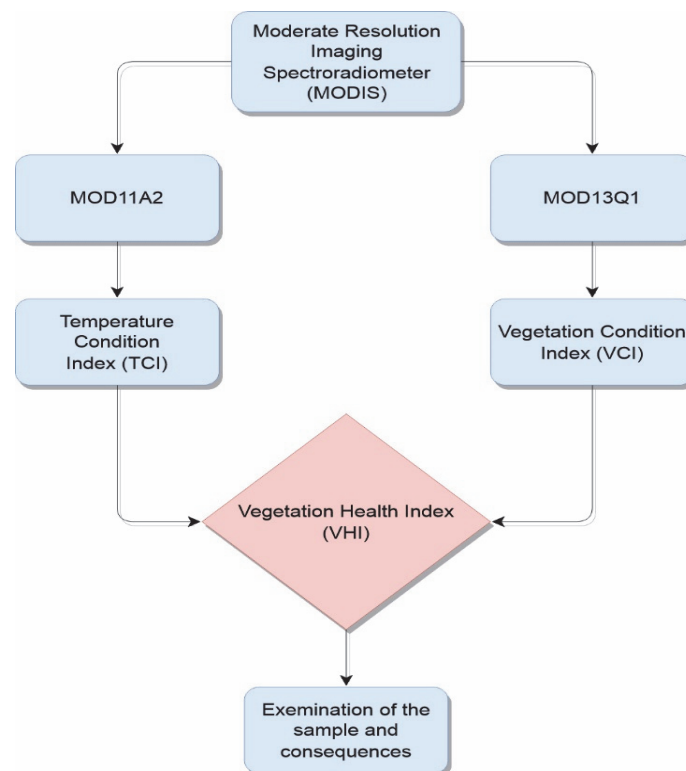 Moderate Resolution
Imaging
Spectroradiometer
(MODIS)
MOD11A2
MOD13Q1
Temperature
Condition
Index (TCI)
Vegetation Condition
Index (VCI)
Vegetation Health Index
(VHI)
Exemination of the
sample and
consequences